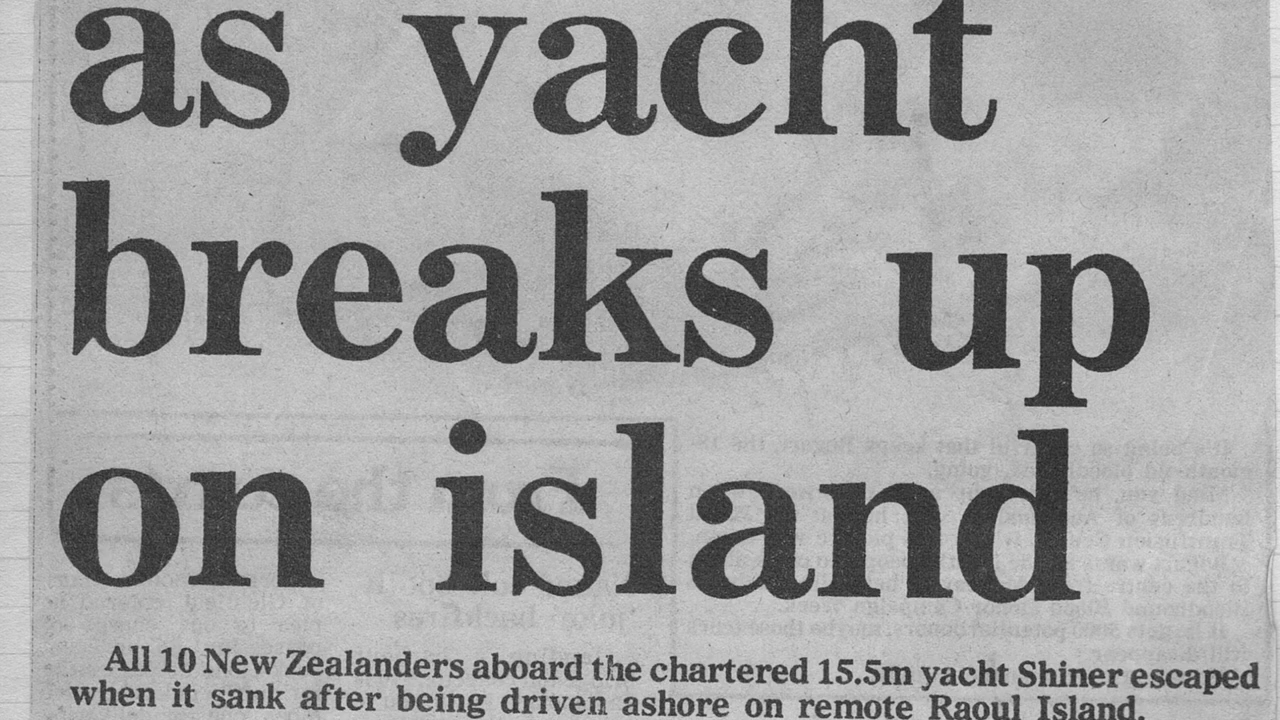 as yacht
breaks up
on island
All 10 New Zealanders aboard the chartered 15.5m yacht Shiner escaped
when it sank after being driven ashore on remote Raoul Island.